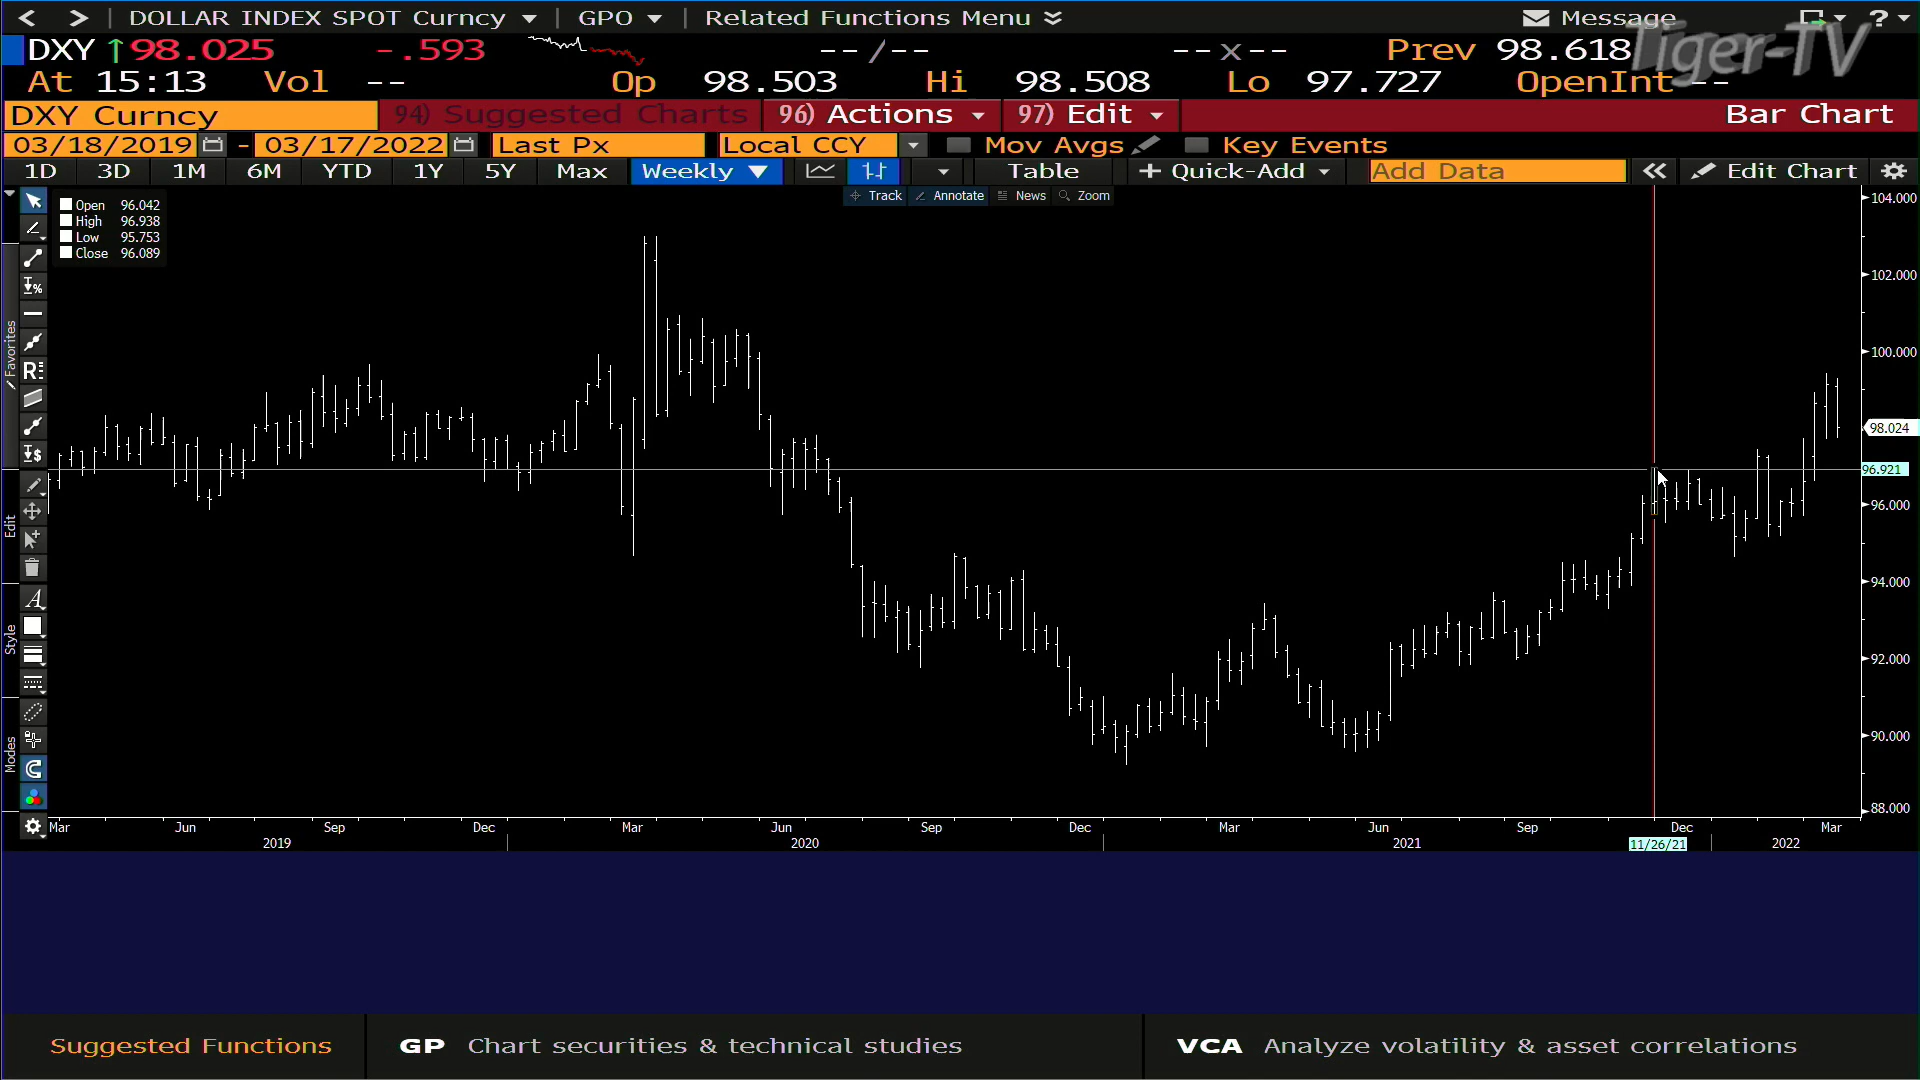 DOLLAR INDEX SPOT Curncy GPO Related Functions Menu Message ?
DXY ↑98.025 -.593 --/-- --x-- Prev 98.618
Tiger-TV
At 15:13 Vol -- Op 98.503 Hi 98.508 Lo 97.727 OpenInt --
DXY Curncy 94) Suggested Charts 96) Actions 97) Edit Bar Chart
03/18/2019 - 03/17/2022 Last Px Local CCY Mov Avgs Key Events
1D 3D 1M 6M YTD 1Y 5Y Max Weekly Table + Quick-Add Add Data Edit Chart
Track Annotate News Zoom
Open 96.042
High 96.938
Low 95.753
Close 96.089
Favorites
Edit
Style
Modes
104.000
102.000
100.000
98.024
96.921
96.000
94.000
92.000
90.000
88.000
Mar Jun Sep Dec Mar Jun Sep Dec Mar Jun Sep Dec Mar
2019 2020 2021 11/26/21 2022
Suggested Functions GP Chart securities & technical studies VCA Analyze volatility & asset correlations